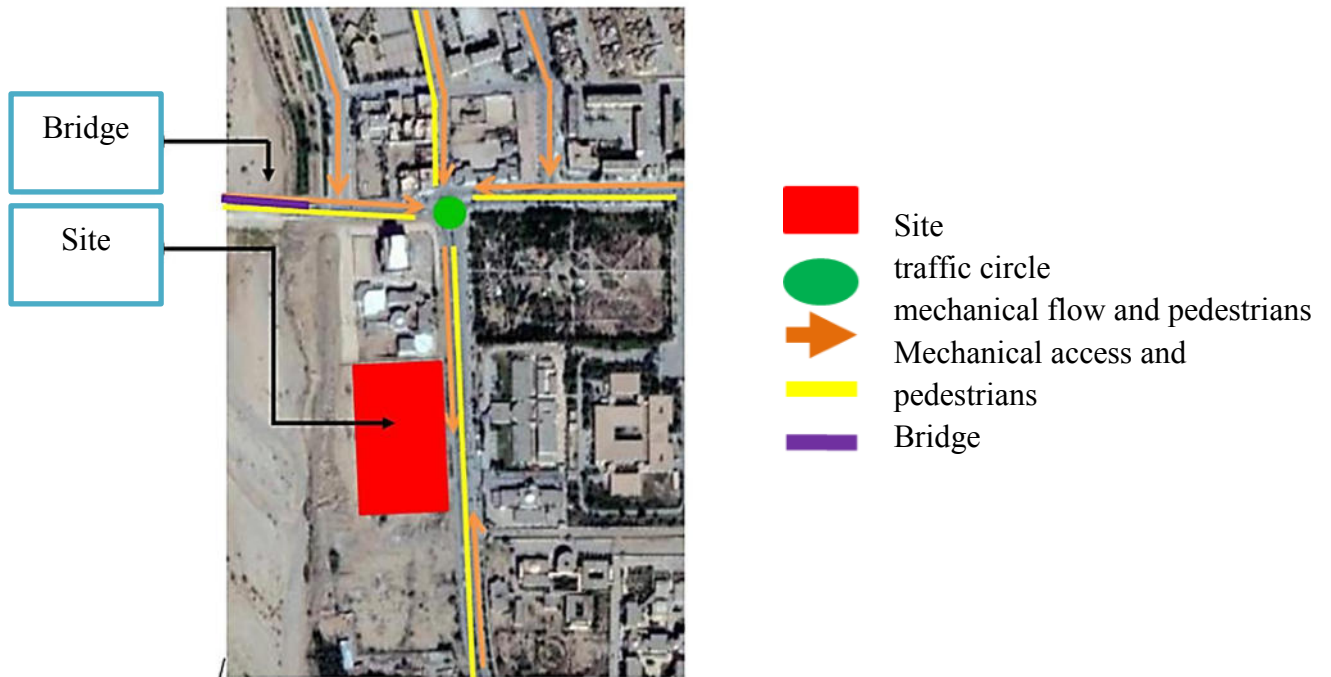 Bridge
Site
Site
traffic circle
mechanical flow and pedestrians
Mechanical access and
pedestrians
Bridge
/